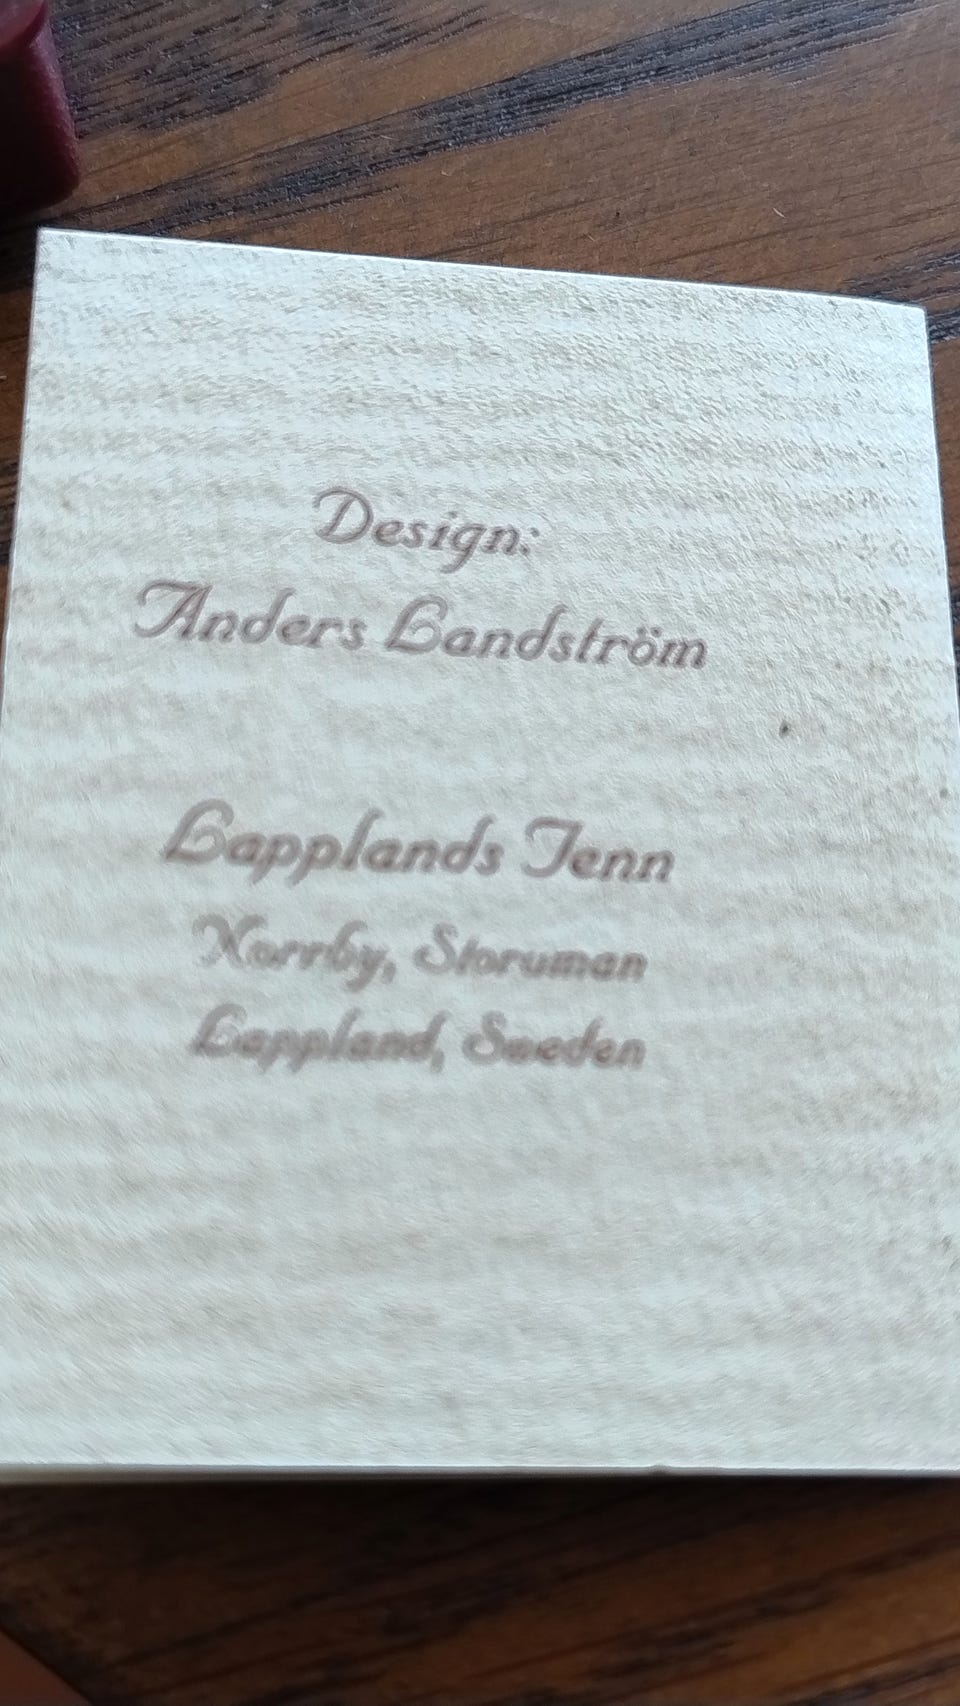 Design:
Anders Landström
Lapplands Tenn
Norrby, Storuman
Lappland, Sweden